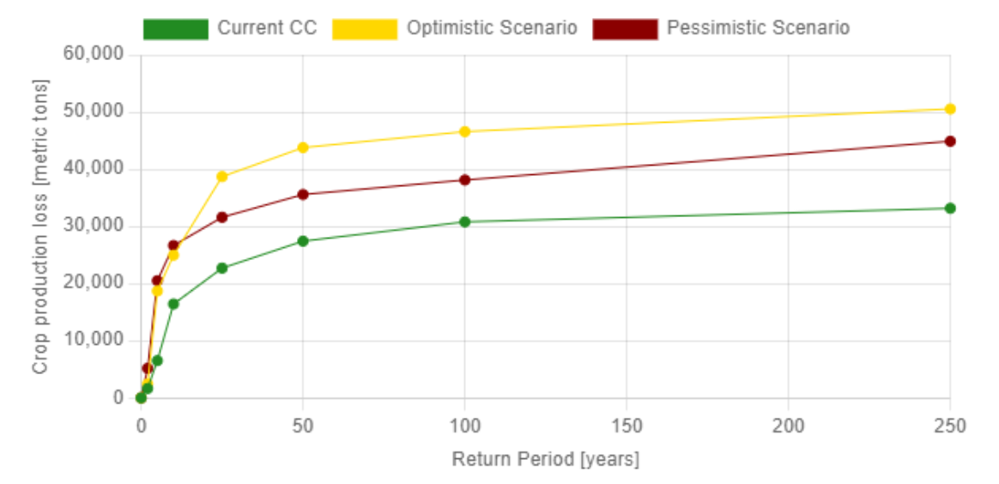 Current CC Optimistic Scenario Pessimistic Scenario
60,000
50,000
40,000
30,000
20,000
10,000
0
Crop production loss [metric tons]
0 50 100 150 200 250
Return Period [years]